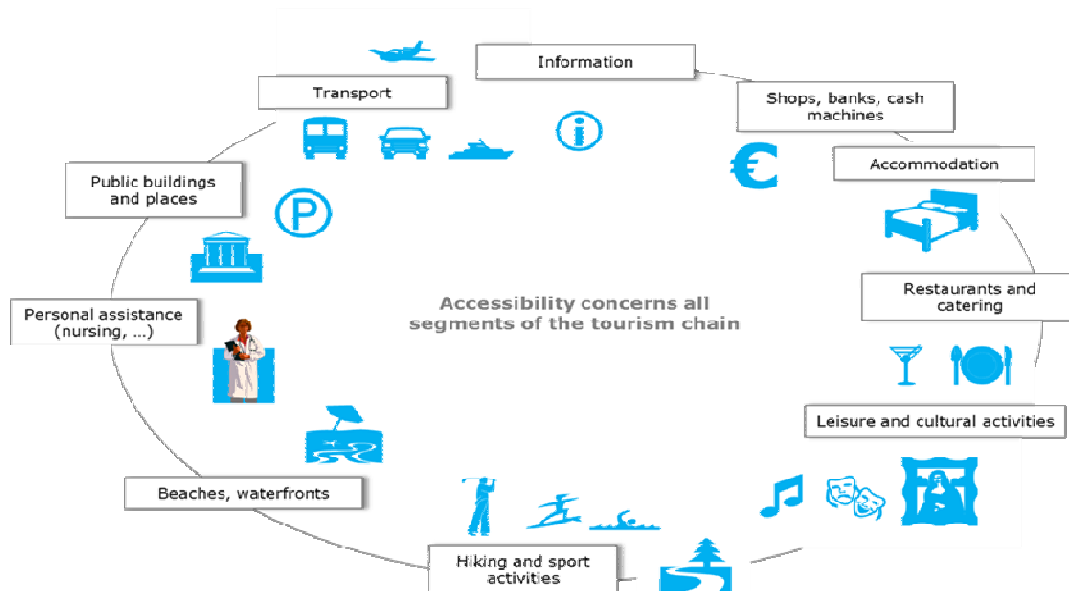 Information
Transport
Shops, banks, cash
machines
Accommodation
Public buildings
and places
P
i
€
Restaurants and
catering
Accessibility concerns all
segments of the tourism chain
Personal assistance
(nursing, ...)
Leisure and cultural activities
Beaches, waterfronts
Hiking and sport
activities